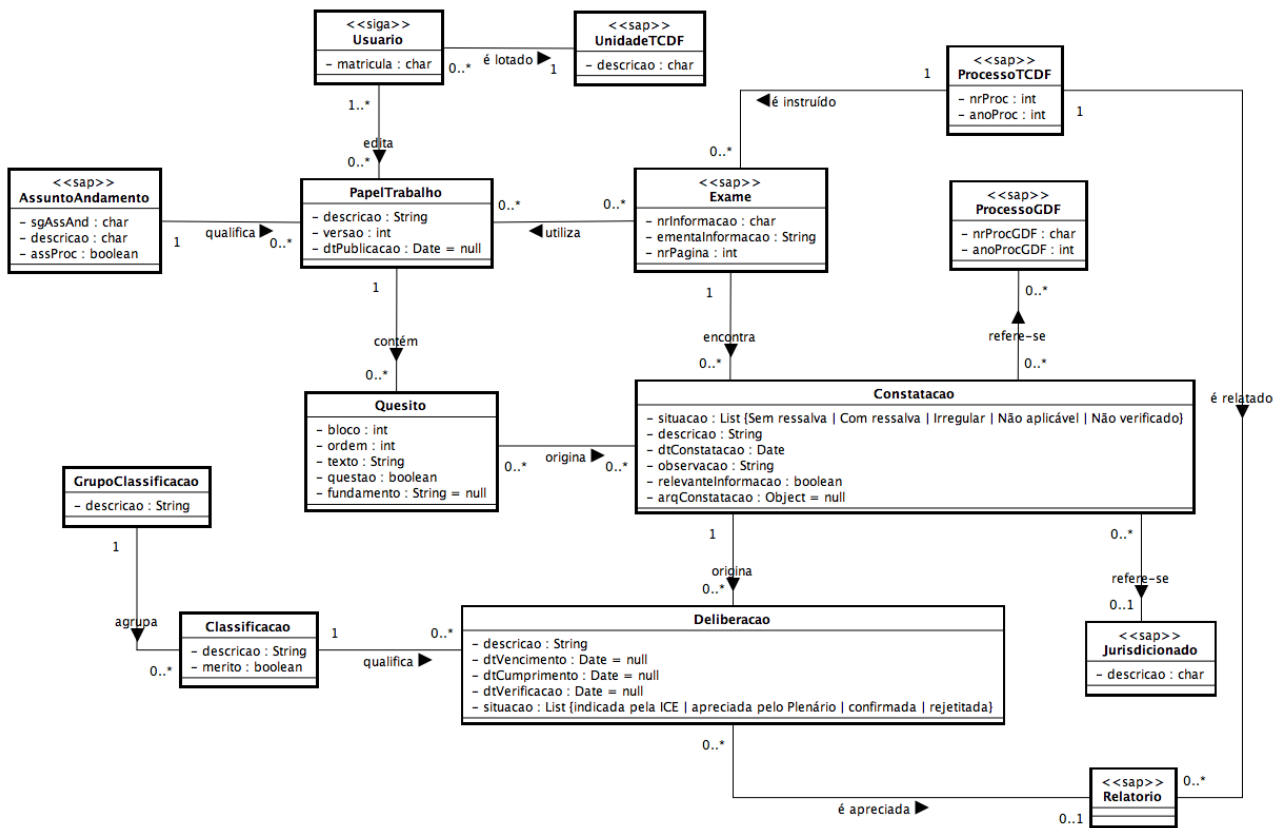 <<siga>>
Usuario
– matricula : char
0..*
é lotado
1
<<sap>>
UnidadeTCDF
– descricao : char
<<sap>>
ProcessoTCDF
– nrProc : int
– anoProc : int
1
é instruído
0..*
1
1..*
edita
0..*
<<sap>>
AssuntoAndamento
– sgAssAnd : char
– descricao : char
– assProc : boolean
1
qualifica
0..*
PapelTrabalho
– descricao : String
– versao : int
– dtPublicacao : Date = null
0..*
utiliza
0..*
<<sap>>
Exame
– nrInformacao : char
– ementaInformacao : String
– nrPagina : int
<<sap>>
ProcessoGDF
– nrProcGDF : char
– anoProcGDF : int
1
contém
0..*
1
encontra
0..*
0..*
refere-se
0..*
é relatado
Quesito
– bloco : int
– ordem : int
– texto : String
– questao : boolean
– fundamento : String = null
0..*
origina
0..*
Constatacao
– situacao : List {Sem ressalva | Com ressalva | Irregular | Não aplicável | Não verificado}
– descricao : String
– dtConstatacao : Date
– observacao : String
– relevanteInformacao : boolean
– arqConstatacao : Object = null
GrupoClassificacao
– descricao : String
1
agrupa
0..*
1
origina
0..*
0..*
refere-se
0..1
Classificacao
– descricao : String
– merito : boolean
1
qualifica
0..*
Deliberacao
– descricao : String
– dtVencimento : Date = null
– dtCumprimento : Date = null
– dtVerificacao : Date = null
– situacao : List {indicada pela ICE | apreciada pelo Plenário | confirmada | rejetitada}
<<sap>>
Jurisdicionado
– descricao : char
0..*
é apreciada
0..1
<<sap>>
Relatorio
0..*